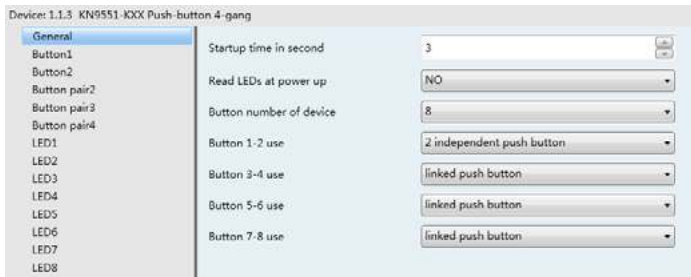 Device: 1.1.3 KN9551-KXX Push-button 4-gang
General
Button1
Button2
Button pair2
Button pair3
Button pair4
LED1
LED2
LED3
LED4
LED5
LED6
LED7
LED8
Startup time in second 3
Read LEDs at power up NO
Button number of device 8
Button 1-2 use 2 independent push button
Button 3-4 use linked push button
Button 5-6 use linked push button
Button 7-8 use linked push button